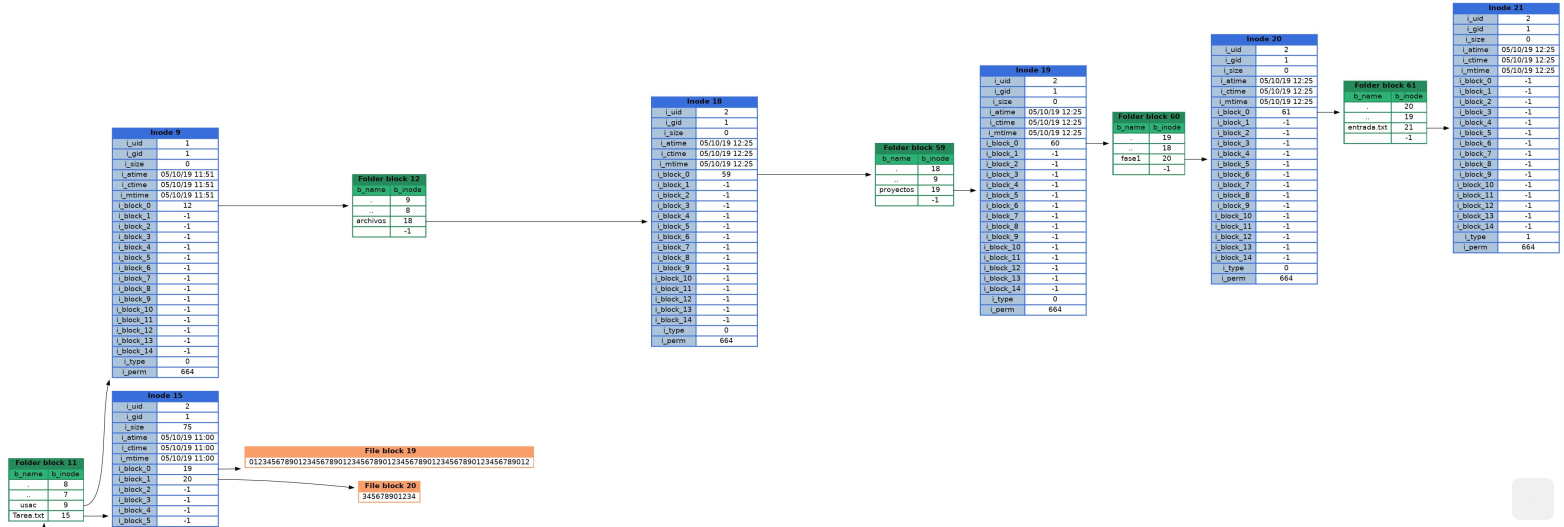 Folder block 11
b_name b_inode
. 8
.. 7
usac 9
Tarea.txt 15
Inode 9
i_uid 1
i_gid 1
i_size 0
i_atime 05/10/19 11:51
i_ctime 05/10/19 11:51
i_mtime 05/10/19 11:51
i_block_0 12
i_block_1 -1
i_block_2 -1
i_block_3 -1
i_block_4 -1
i_block_5 -1
i_block_6 -1
i_block_7 -1
i_block_8 -1
i_block_9 -1
i_block_10 -1
i_block_11 -1
i_block_12 -1
i_block_13 -1
i_block_14 -1
i_type 0
i_perm 664
Inode 15
i_uid 2
i_gid 1
i_size 75
i_atime 05/10/19 11:00
i_ctime 05/10/19 11:00
i_mtime 05/10/19 11:00
i_block_0 19
i_block_1 20
i_block_2 -1
i_block_3 -1
i_block_4 -1
i_block_5 -1
File block 19
012345678901234567890123456789012345678901234567890123456789012
File block 20
345678901234
Folder block 12
b_name b_inode
. 9
.. 8
archivos 18
-1
Inode 18
i_uid 2
i_gid 1
i_size 0
i_atime 05/10/19 12:25
i_ctime 05/10/19 12:25
i_mtime 05/10/19 12:25
i_block_0 59
i_block_1 -1
i_block_2 -1
i_block_3 -1
i_block_4 -1
i_block_5 -1
i_block_6 -1
i_block_7 -1
i_block_8 -1
i_block_9 -1
i_block_10 -1
i_block_11 -1
i_block_12 -1
i_block_13 -1
i_block_14 -1
i_type 0
i_perm 664
Folder block 59
b_name b_inode
. 18
.. 9
proyectos 19
-1
Inode 19
i_uid 2
i_gid 1
i_size 0
i_atime 05/10/19 12:25
i_ctime 05/10/19 12:25
i_mtime 05/10/19 12:25
i_block_0 60
i_block_1 -1
i_block_2 -1
i_block_3 -1
i_block_4 -1
i_block_5 -1
i_block_6 -1
i_block_7 -1
i_block_8 -1
i_block_9 -1
i_block_10 -1
i_block_11 -1
i_block_12 -1
i_block_13 -1
i_block_14 -1
i_type 0
i_perm 664
Folder block 60
b_name b_inode
. 19
.. 18
fase1 20
-1
Inode 20
i_uid 2
i_gid 1
i_size 0
i_atime 05/10/19 12:25
i_ctime 05/10/19 12:25
i_mtime 05/10/19 12:25
i_block_0 61
i_block_1 -1
i_block_2 -1
i_block_3 -1
i_block_4 -1
i_block_5 -1
i_block_6 -1
i_block_7 -1
i_block_8 -1
i_block_9 -1
i_block_10 -1
i_block_11 -1
i_block_12 -1
i_block_13 -1
i_block_14 -1
i_type 0
i_perm 664
Folder block 61
b_name b_inode
. 20
.. 19
entrada.txt 21
-1
Inode 21
i_uid 2
i_gid 1
i_size 0
i_atime 05/10/19 12:25
i_ctime 05/10/19 12:25
i_mtime 05/10/19 12:25
i_block_0 -1
i_block_1 -1
i_block_2 -1
i_block_3 -1
i_block_4 -1
i_block_5 -1
i_block_6 -1
i_block_7 -1
i_block_8 -1
i_block_9 -1
i_block_10 -1
i_block_11 -1
i_block_12 -1
i_block_13 -1
i_block_14 -1
i_type 1
i_perm 664